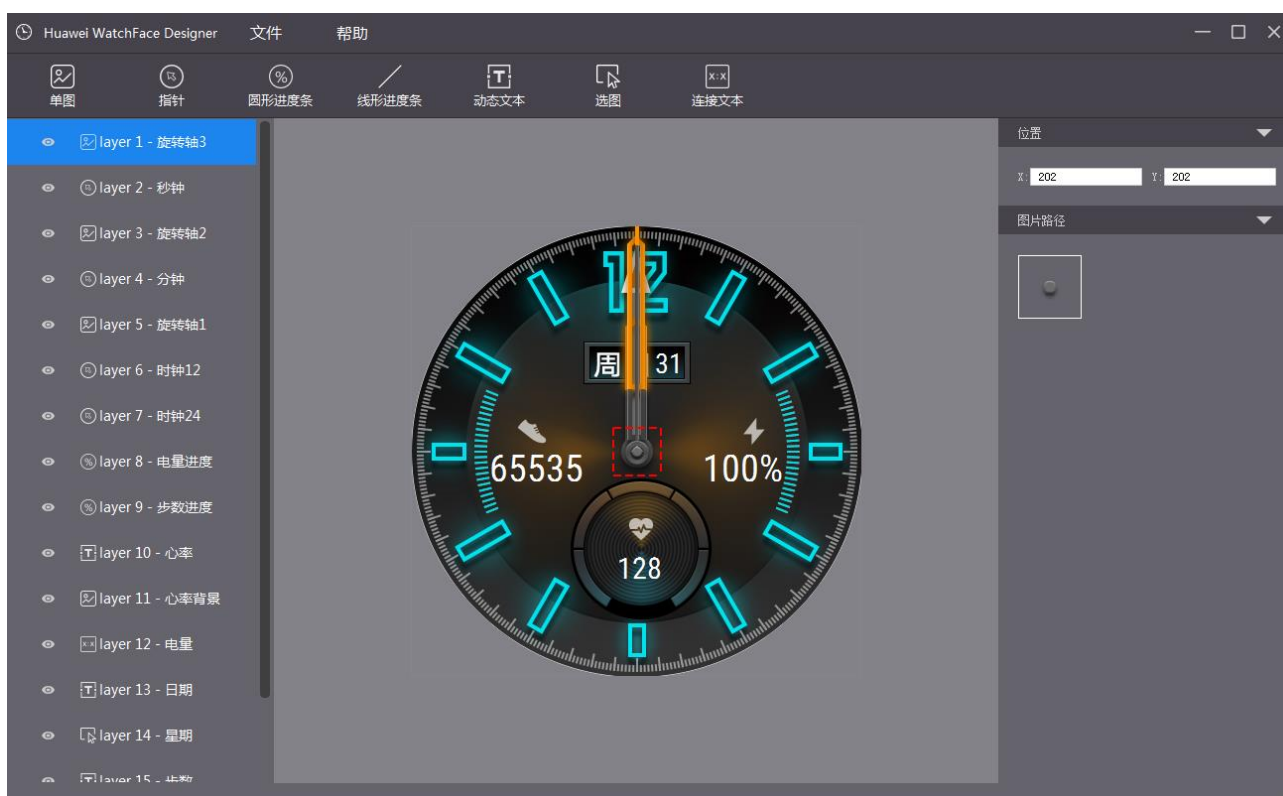 Huawei WatchFace Designer 文件 帮助
单图 指针 圆形进度条 线形进度条 动态文本 选图 连接文本
layer 1 - 旋转轴3
layer 2 - 秒钟
layer 3 - 旋转轴2
layer 4 - 分钟
layer 5 - 旋转轴1
layer 6 - 时钟12
layer 7 - 时钟24
layer 8 - 电量进度
layer 9 - 步数进度
layer 10 - 心率
layer 11 - 心率背景
layer 12 - 电量
layer 13 - 日期
layer 14 - 星期
layer 15 - 步数
12
周 31
65535 100%
128
位置
X: 202 Y: 202
图片路径